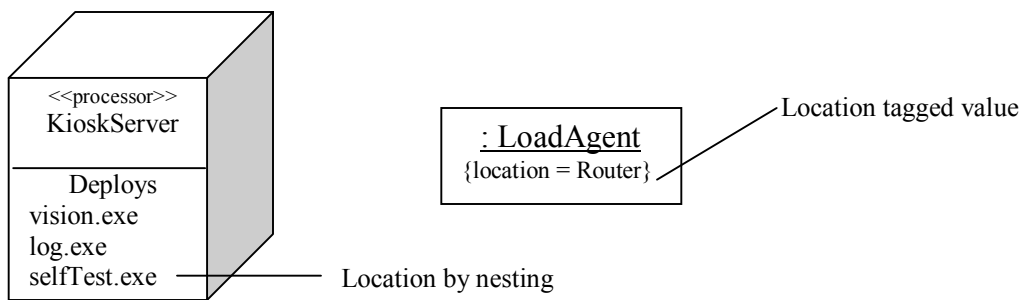 <<processor>>
KioskServer
Deploys
vision.exe
log.exe
selfTest.exe
Location by nesting
: LoadAgent
{location = Router}
Location tagged value